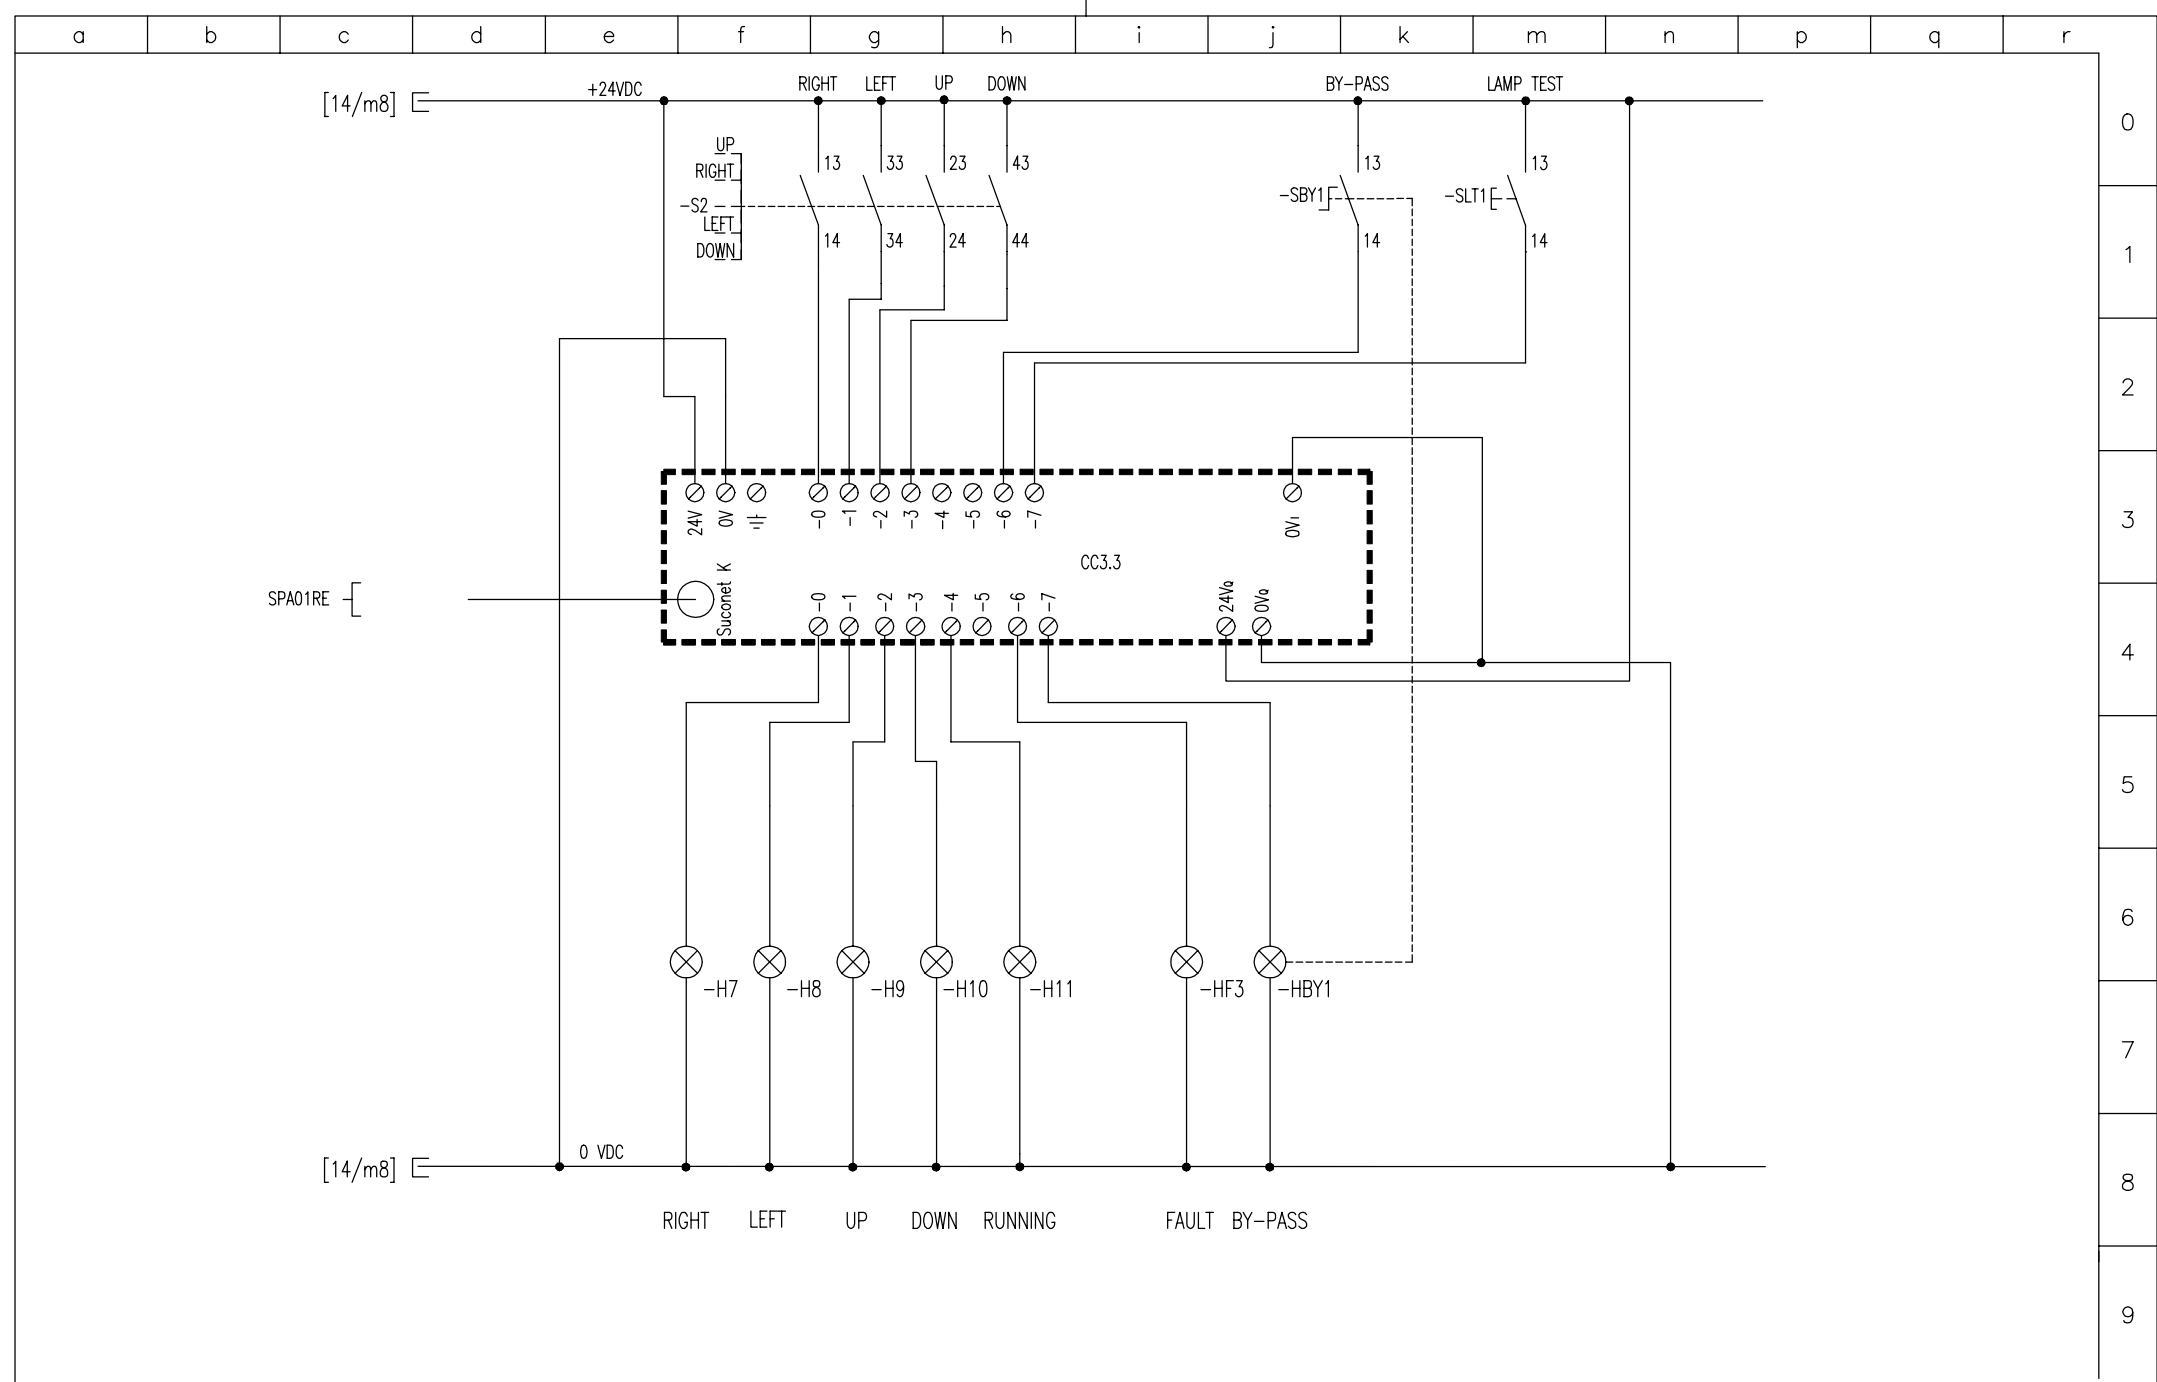 a b c d e f g h i j k m n p q r
RIGHT LEFT UP DOWN BY-PASS LAMP TEST
+24VDC
[14/m8]
0
UP
13 33 23 43 13 13
RIGHT
-S2 -SBY1 -SLT1
LEFT
14 34 24 44 14 14
DOWN
1
2
24V 0V -0 -1 -2 -3 -4 -5 -6 -7 0VI
3
CC3.3
SPA01RE
Suconet K
-0 -1 -2 -3 -4 -5 -6 -7 24VQ 0VQ
4
5
6
-H7 -H8 -H9 -H10 -H11 -HF3 -HBY1
7
0 VDC
[14/m8]
8
RIGHT LEFT UP DOWN RUNNING FAULT BY-PASS
9